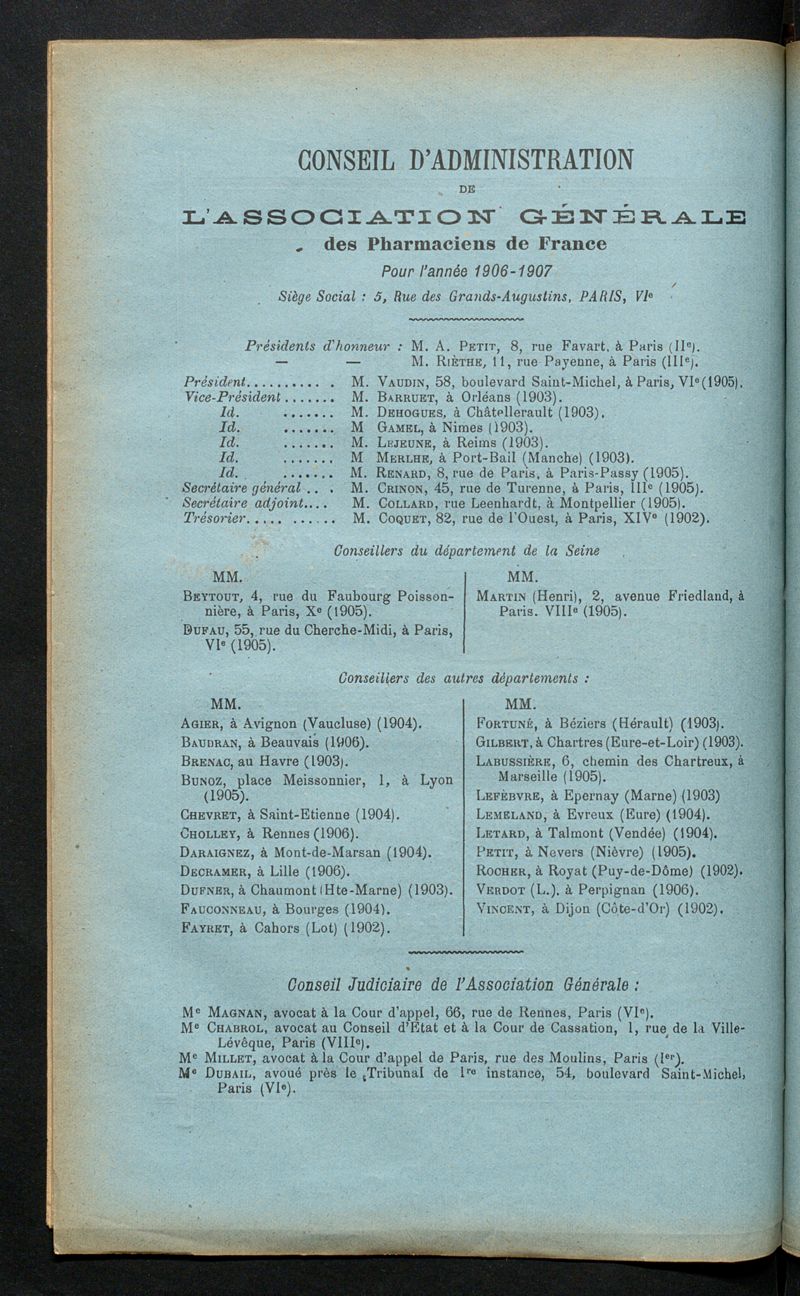 CONSEIL D'ADMINISTRATION
DE
L'ASSOCIATION GÉNÉRALE
des Pharmaciens de France
Pour l'année 1906-1907
Siège Social : 5, Rue des Grands-Augustins, PARIS, VIe
Présidents d'honneur : M. A. PETIT, 8, rue Favart, à Paris (IIe).
— — M. RIÈTHE, 11, rue Payenne, à Paris (IIIe).
Président........... M. VAUDIN, 58, boulevard Saint-Michel, à Paris, VIe (1905).
Vice-Président....... M. BARRUET, à Orléans (1903).
Id. ....... M. DEHOGUES, à Châtellerault (1903).
Id. ....... M GAMEL, à Nimes (1903).
Id. ....... M. LEJEUNE, à Reims (1903).
Id. ....... M MERLHE, à Port-Bail (Manche) (1903).
Id. ....... M. RENARD, 8, rue de Paris, à Paris-Passy (1905).
Secrétaire général... . M. CRINON, 45, rue de Turenne, à Paris, IIIe (1905).
Secrétaire adjoint.... M. COLLARD, rue Leenhardt, à Montpellier (1905).
Trésorier........... M. COQUET, 82, rue de l'Ouest, à Paris, XIVe (1902).
Conseillers du département de la Seine
MM.
BEYTOUT, 4, rue du Faubourg Poisson-
nière, à Paris, Xe (1905).
DUFAU, 55, rue du Cherche-Midi, à Paris,
VIe (1905).
MM.
MARTIN (Henri), 2, avenue Friedland, à
Paris. VIIIe (1905).
Conseillers des autres départements :
MM.
AGIER, à Avignon (Vaucluse) (1904).
BAUDRAN, à Beauvais (1906).
BRENAC, au Havre (1903).
BUNOZ, place Meissonnier, 1, à Lyon
(1905).
CHEVRET, à Saint-Etienne (1904).
CHOLLEY, à Rennes (1906).
DARAIGNEZ, à Mont-de-Marsan (1904).
DECRAMER, à Lille (1906).
DUFNER, à Chaumont (Hte-Marne) (1903).
FAUCONNEAU, à Bourges (1904).
FAYRET, à Cahors (Lot) (1902).
MM.
FORTUNÉ, à Béziers (Hérault) (1903).
GILBERT, à Chartres (Eure-et-Loir) (1903).
LABUSSIÈRE, 6, chemin des Chartreux, à
Marseille (1905).
LEFÈBVRE, à Epernay (Marne) (1903)
LEMELAND, à Evreux (Eure) (1904).
LETARD, à Talmont (Vendée) (1904).
PETIT, à Nevers (Nièvre) (1905).
ROCHER, à Royat (Puy-de-Dôme) (1902).
VERDOT (L.), à Perpignan (1906).
VINCENT, à Dijon (Côte-d'Or) (1902).
Conseil Judiciaire de l'Association Générale :
Me MAGNAN, avocat à la Cour d'appel, 66, rue de Rennes, Paris (VIe).
Me CHABROL, avocat au Conseil d'Etat et à la Cour de Cassation, 1, rue de la Ville-
Lévêque, Paris (VIIIe).
Me MILLET, avocat à la Cour d'appel de Paris, rue des Moulins, Paris (Ier).
Me DUBAIL, avoué près le Tribunal de 1re instance, 54, boulevard Saint-Michel,
Paris (VIe).